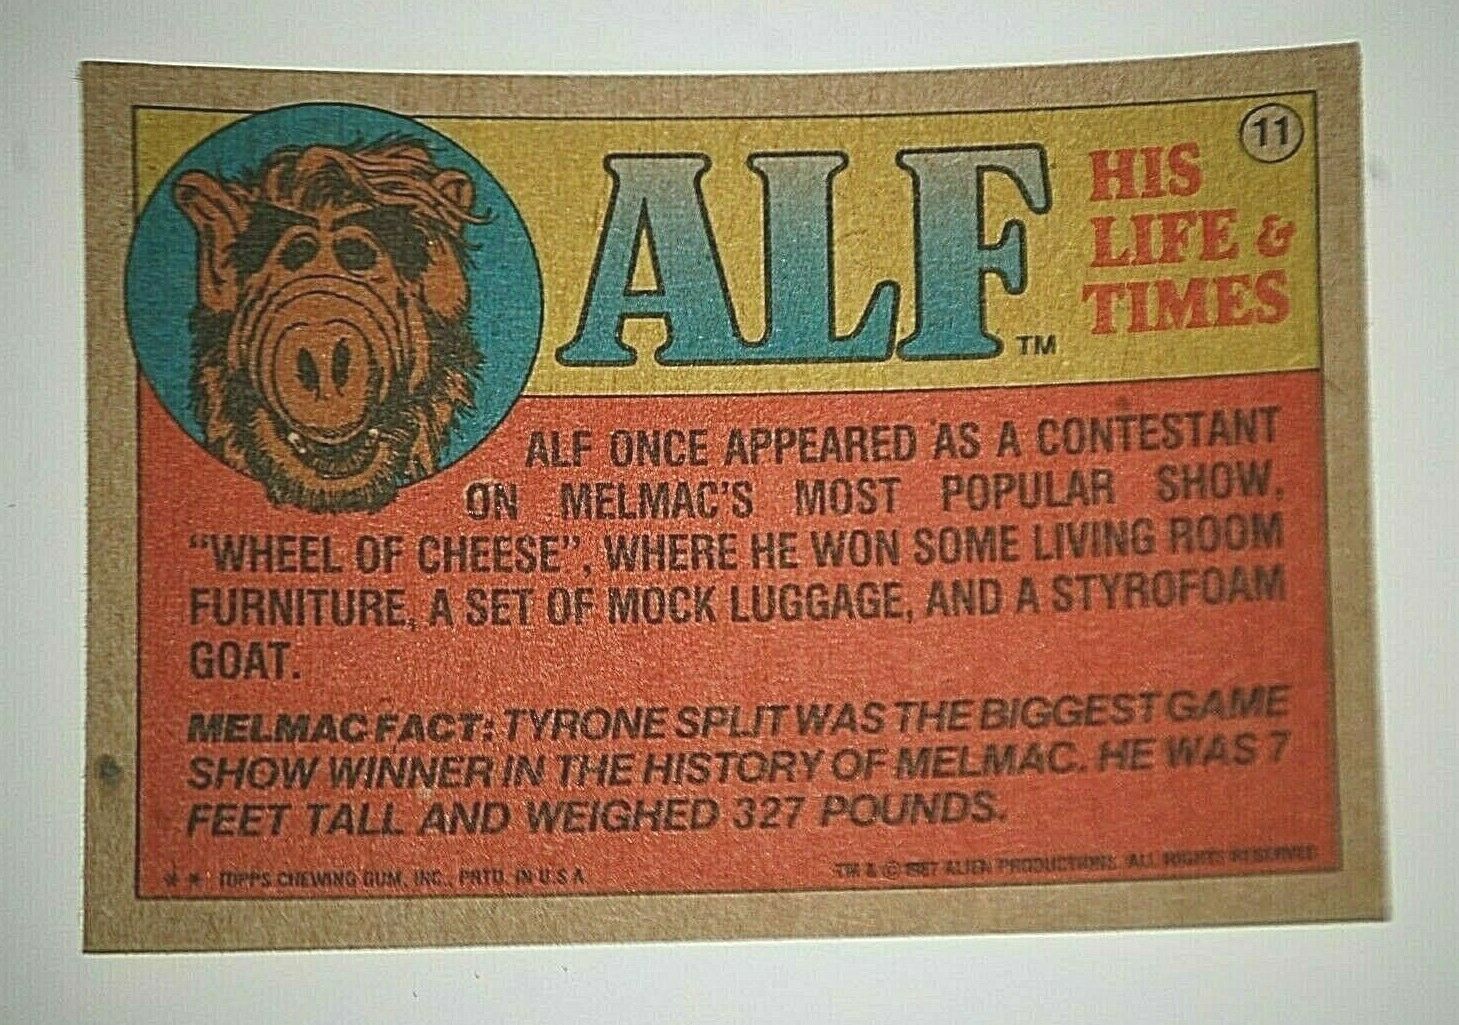 11
ALF™
HIS
LIFE &
TIMES
ALF ONCE APPEARED AS A CONTESTANT
ON MELMAC'S MOST POPULAR SHOW,
"WHEEL OF CHEESE", WHERE HE WON SOME LIVING ROOM
FURNITURE, A SET OF MOCK LUGGAGE, AND A STYROFOAM
GOAT.
MELMAC FACT: TYRONE SPLIT WAS THE BIGGEST GAME
SHOW WINNER IN THE HISTORY OF MELMAC. HE WAS 7
FEET TALL AND WEIGHED 327 POUNDS.
* * TOPPS CHEWING GUM, INC., PRTD. IN U.S.A.
TM & © 1987 ALIEN PRODUCTIONS. ALL RIGHTS RESERVED